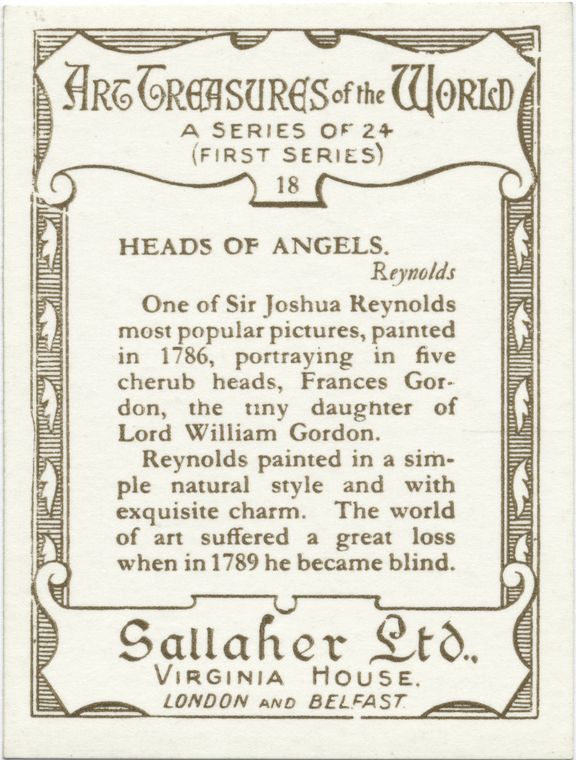 ART TREASURES of the WORLD
A SERIES OF 24
(FIRST SERIES)
18
HEADS OF ANGELS.
Reynolds
One of Sir Joshua Reynolds
most popular pictures, painted
in 1786, portraying in five
cherub heads, Frances Gor-
don, the tiny daughter of
Lord William Gordon.
Reynolds painted in a sim-
ple natural style and with
exquisite charm. The world
of art suffered a great loss
when in 1789 he became blind.
Gallaher Ltd.,
VIRGINIA HOUSE.
LONDON AND BELFAST.